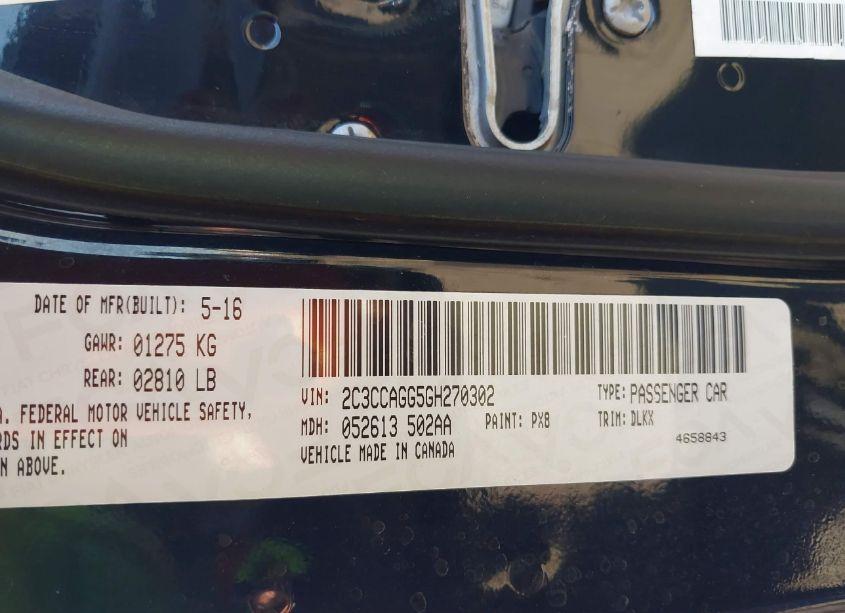 DATE OF MFR(BUILT): 5-16
GAWR: 01275 KG
REAR: 02810 LB
A. FEDERAL MOTOR VEHICLE SAFETY,
RDS IN EFFECT ON
N ABOVE.
VIN: 2C3CCAGG5GH270302
TYPE: PASSENGER CAR
MDH: 052613 502AA
PAINT: PX8
TRIM: DLKX
VEHICLE MADE IN CANADA
4658843